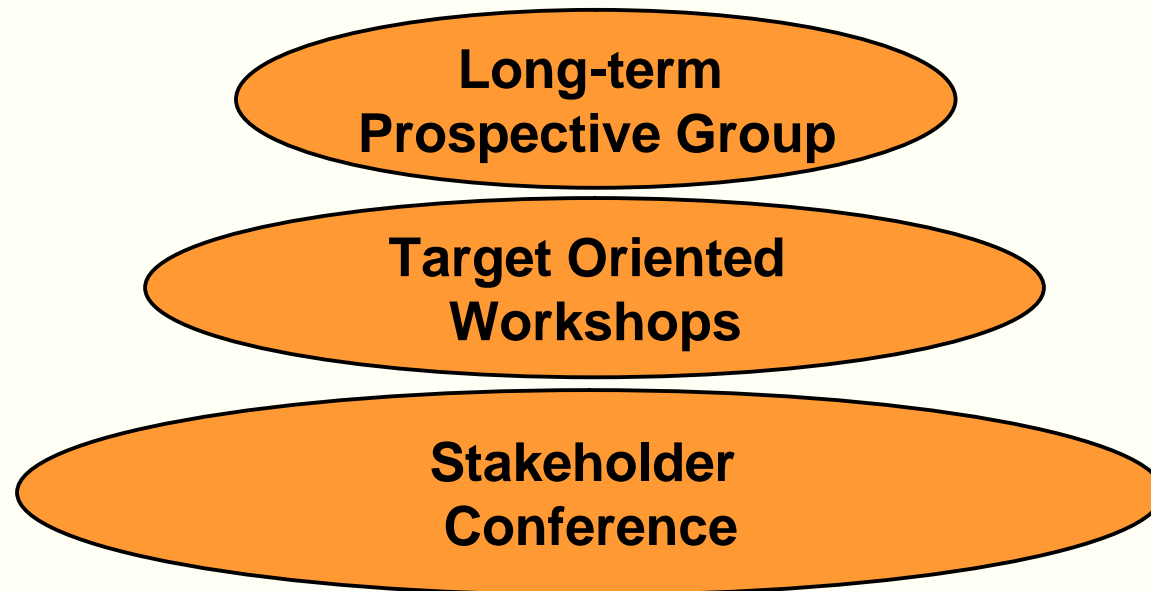 Long-term
Prospective Group
Target Oriented
Workshops
Stakeholder
Conference